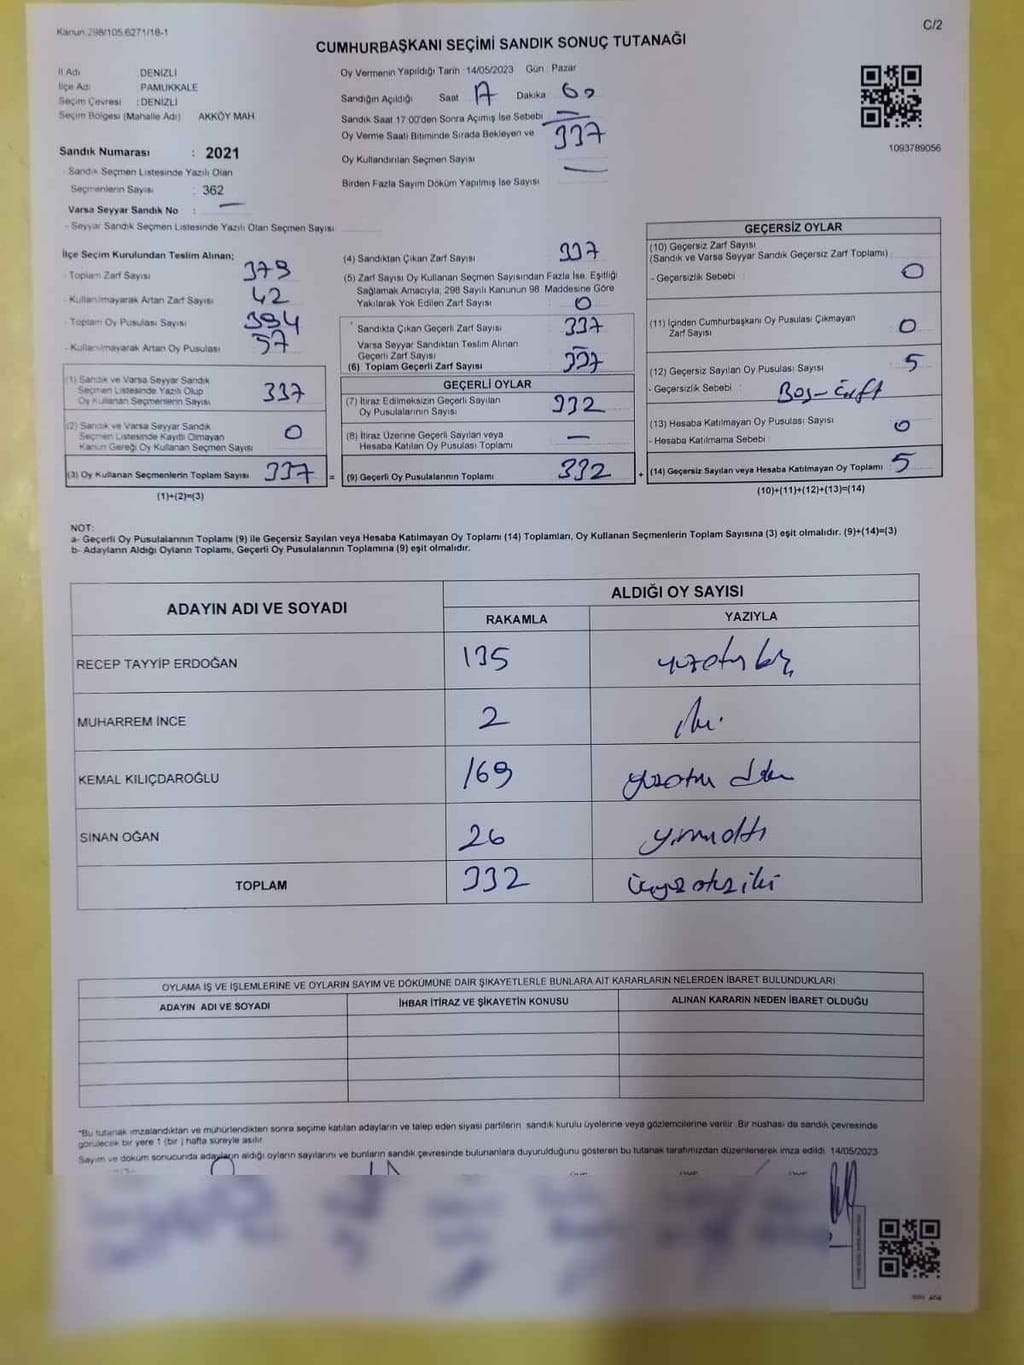 Kanun 298/105.6271/18-1
C/2
CUMHURBAŞKANI SEÇİMİ SANDIK SONUÇ TUTANAĞI
İl Adı DENİZLİ
İlçe Adı PAMUKKALE
Seçim Çevresi : DENİZLİ
Seçim Bölgesi (Mahalle Adı) AKKÖY MAH
Sandık Numarası : 2021
- Sandık Seçmen Listesinde Yazılı Olan
Seçmenlerin Sayısı : 362
Varsa Seyyar Sandık No : —
- Seyyar Sandık Seçmen Listesinde Yazılı Olan Seçmen Sayısı
Oy Vermenin Yapıldığı Tarih 14/05/2023 Gün Pazar
Sandığın Açıldığı Saat 17 Dakika
Sandık Saat 17:00'den Sonra Açımış İse Sebebi —
Oy Verme Saati Bitiminde Sırada Bekleyen ve 337
Oy Kullandırılan Seçmen Sayısı
Birden Fazla Sayım Döküm Yapılmış İse Sayısı —
1093789056
İlçe Seçim Kurulundan Teslim Alınan;
- Toplam Zarf Sayısı 379
- Kullanılmayarak Artan Zarf Sayısı 42
- Toplam Oy Pusulası Sayısı 394
- Kullanılmayarak Artan Oy Pusulası 57
(1) Sandık ve Varsa Seyyar Sandık
Seçmen Listesinde Yazılı Olup
Oy Kullanan Seçmenlerin Sayısı 337
(2) Sandık ve Varsa Seyyar Sandık
Seçmen Listesinde Kayıtlı Olmayan
Kanun Gereği Oy Kullanan Seçmen Sayısı 0
(3) Oy Kullanan Seçmenlerin Toplam Sayısı 337 =
(1)+(2)=(3)
(4) Sandıktan Çıkan Zarf Sayısı 337
(5) Zarf Sayısı Oy Kullanan Seçmen Sayısından Fazla İse, Eşitliği
Sağlamak Amacıyla; 298 Sayılı Kanunun 98. Maddesine Göre
Yakılarak Yok Edilen Zarf Sayısı 0
Sandıkta Çıkan Geçerli Zarf Sayısı 337
Varsa Seyyar Sandıktan Teslim Alınan
Geçerli Zarf Sayısı —
(6) Toplam Geçerli Zarf Sayısı 337
GEÇERLİ OYLAR
(7) İtiraz Edilmeksizin Geçerli Sayılan
Oy Pusulalarının Sayısı 332
(8) İtiraz Üzerine Geçerli Sayılan veya
Hesaba Katılan Oy Pusulaları Toplamı —
(9) Geçerli Oy Pusulalarının Toplamı 332 +
GEÇERSİZ OYLAR
(10) Geçersiz Zarf Sayısı
(Sandık ve Varsa Seyyar Sandık Geçersiz Zarf Toplamı)
- Geçersizlik Sebebi 0
(11) İçinden Cumhurbaşkanı Oy Pusulası Çıkmayan
Zarf Sayısı 0
(12) Geçersiz Sayılan Oy Pusulası Sayısı 5
- Geçersizlik Sebebi : Boş-Çift
(13) Hesaba Katılmayan Oy Pusulası Sayısı 0
- Hesaba Katılmama Sebebi
(14) Geçersiz Sayılan veya Hesaba Katılmayan Oy Toplamı 5
(10)+(11)+(12)+(13)=(14)
NOT:
a- Geçerli Oy Pusulalarının Toplamı (9) ile Geçersiz Sayılan veya Hesaba Katılmayan Oy Toplamı (14) Toplamları, Oy Kullanan Seçmenlerin Toplam Sayısına (3) eşit olmalıdır. (9)+(14)=(3)
b- Adayların Aldığı Oyların Toplamı, Geçerli Oy Pusulalarının Toplamına (9) eşit olmalıdır.
ADAYIN ADI VE SOYADI
ALDIĞI OY SAYISI
RAKAMLA YAZIYLA
RECEP TAYYİP ERDOĞAN 135 yüzotuzbeş
MUHARREM İNCE 2 iki
KEMAL KILIÇDAROĞLU 169
SİNAN OĞAN 26 yirmialtı
TOPLAM 332 üçyüzotuziki
OYLAMA İŞ VE İŞLEMLERİNE VE OYLARIN SAYIM VE DÖKÜMÜNE DAİR ŞİKAYETLERLE BUNLARA AİT KARARLARIN NELERDEN İBARET BULUNDUKLARI
ADAYIN ADI VE SOYADI İHBAR İTİRAZ VE ŞİKAYETİN KONUSU ALINAN KARARIN NEDEN İBARET OLDUĞU
*Bu tutanak imzalandıktan ve mühürlendikten sonra seçime katılan adayların ve talep eden siyasi partilerin, sandık kurulu üyelerine veya gözlemcilerine verilir. Bir nüshası da sandık çevresinde
görülecek bir yere 1 (bir ) hafta süreyle asılır.
Sayım ve döküm sonucunda adayların aldığı oyların sayılarını ve bunların sandık çevresinde bulunanlara duyurulduğunu gösteren bu tutanak tarafımızdan düzenlenerek imza edildi. 14/05/2023